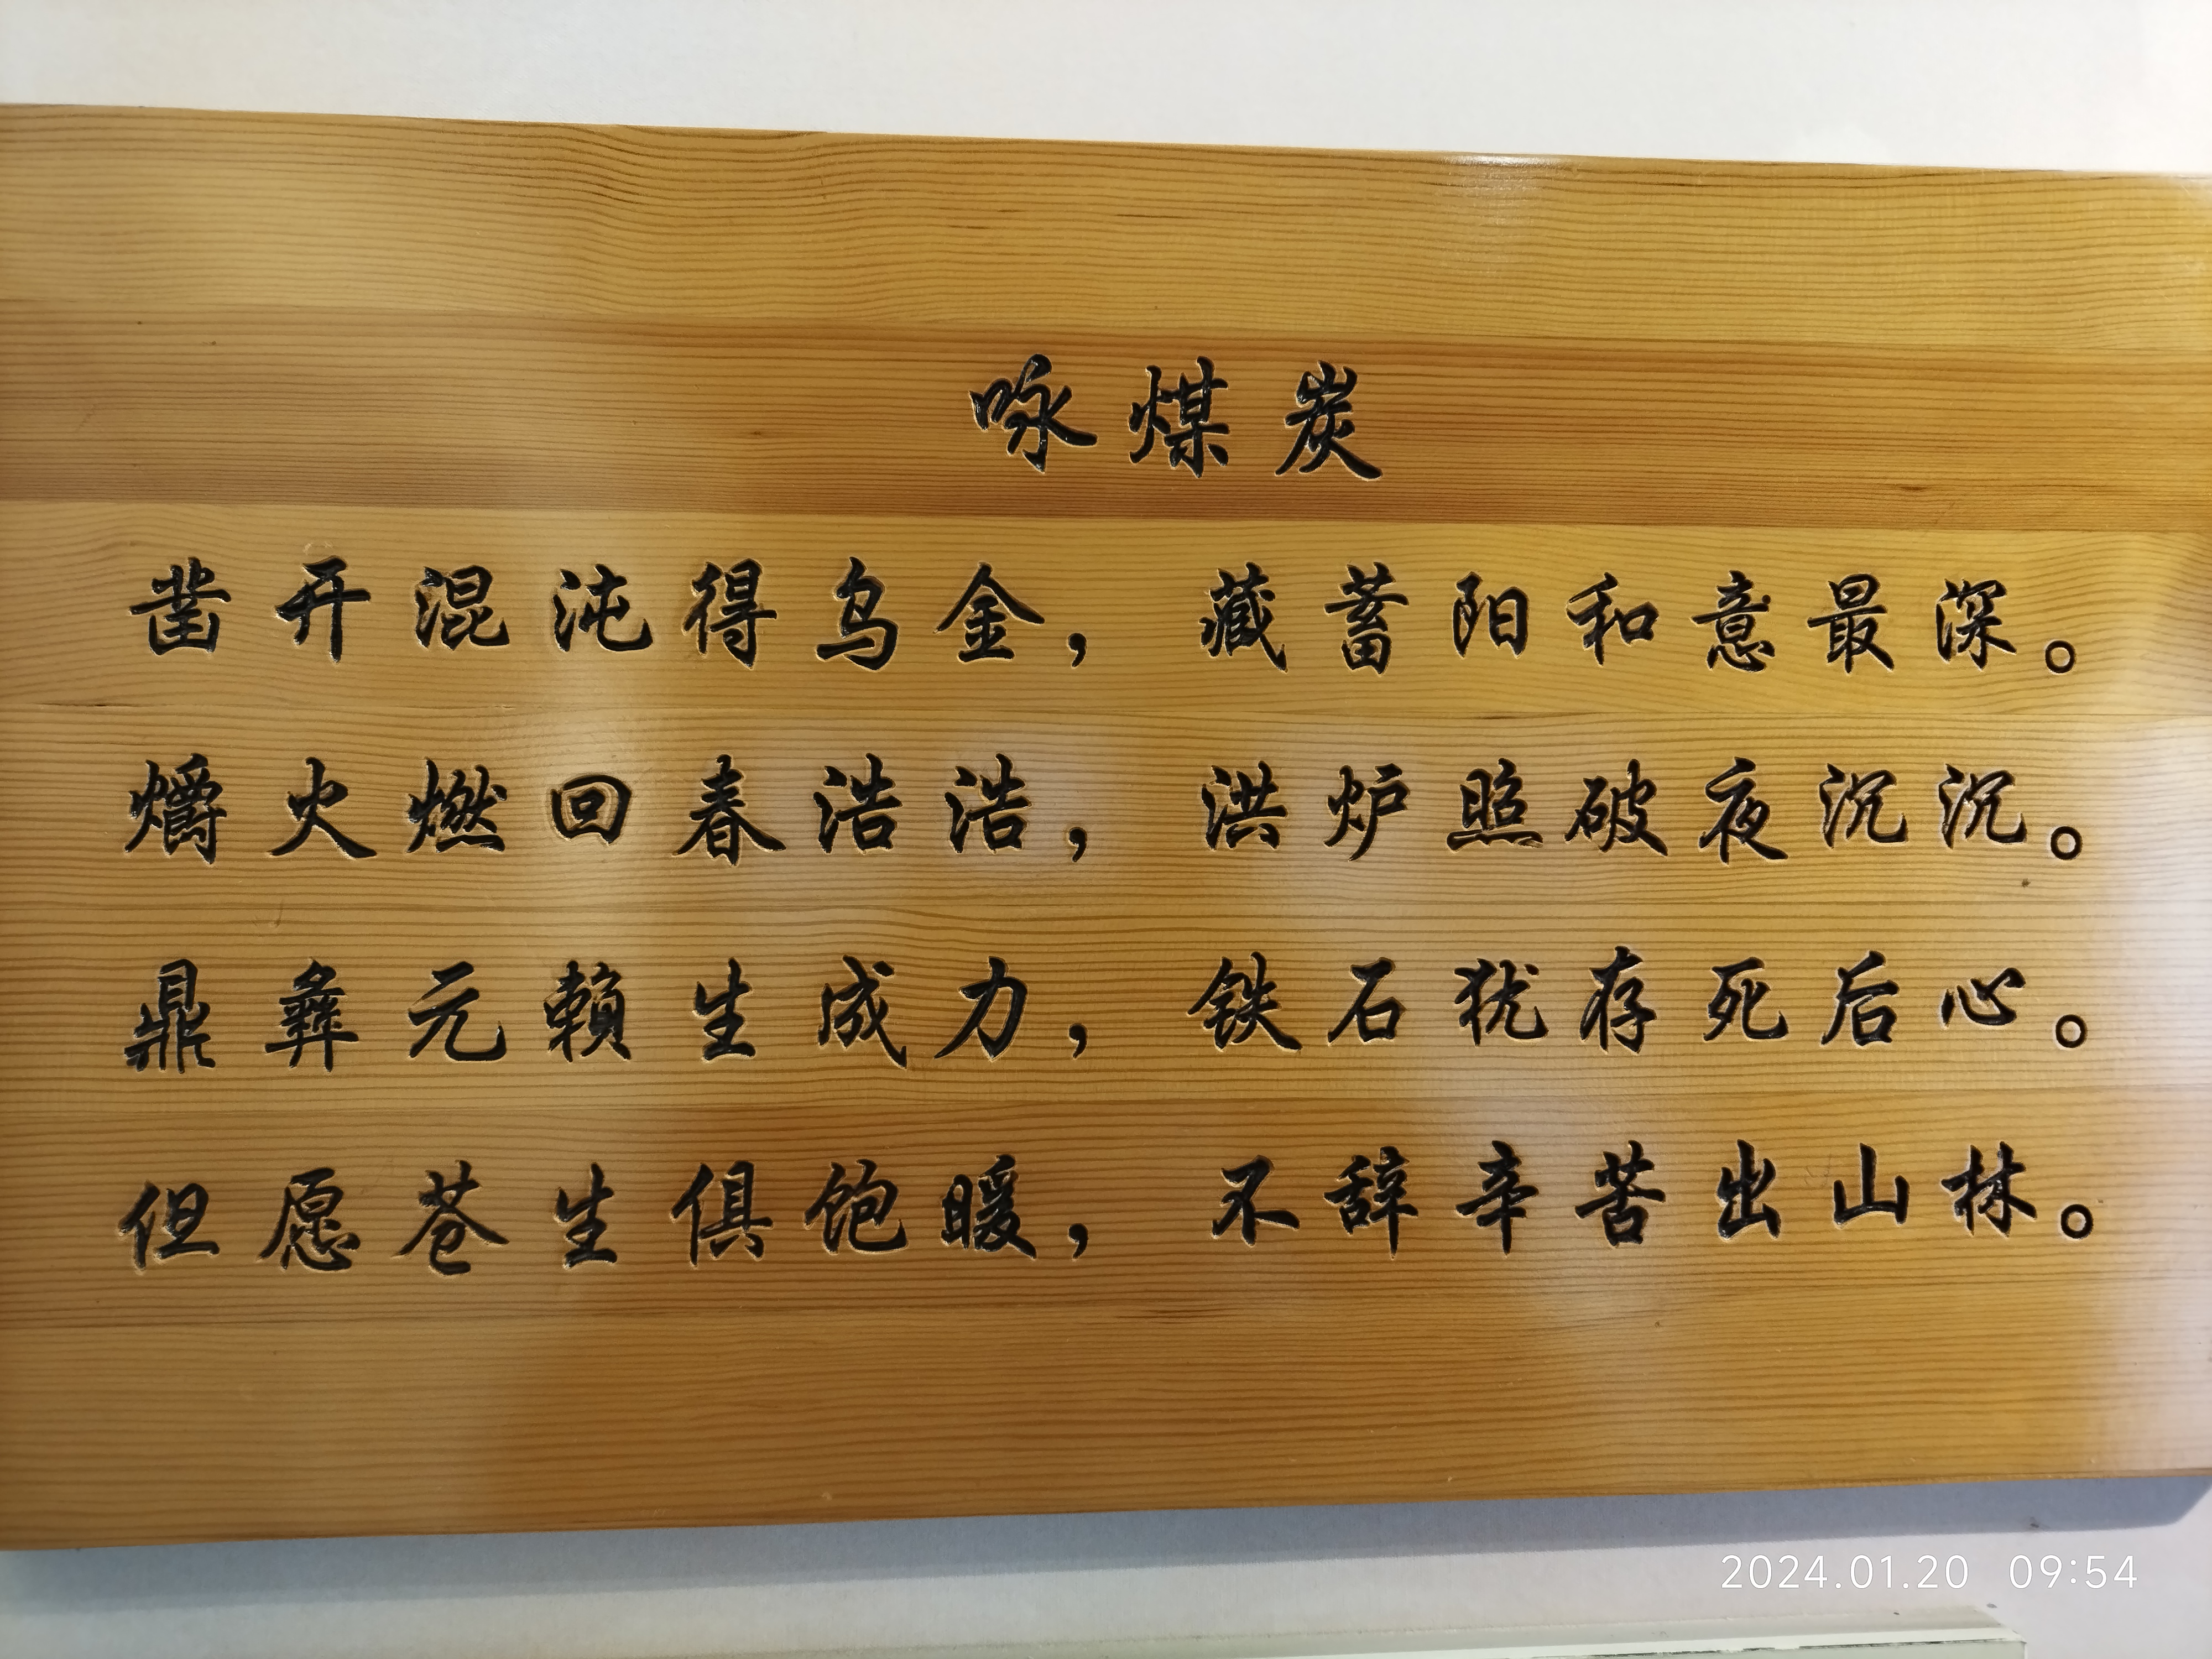 咏煤炭
凿开混沌得乌金，藏蓄阳和意最深。
爝火燃回春浩浩，洪炉照破夜沉沉。
鼎彝元賴生成力，铁石犹存死后心。
但愿苍生俱饱暖，不辞辛苦出山林。
2024.01.20 09:54